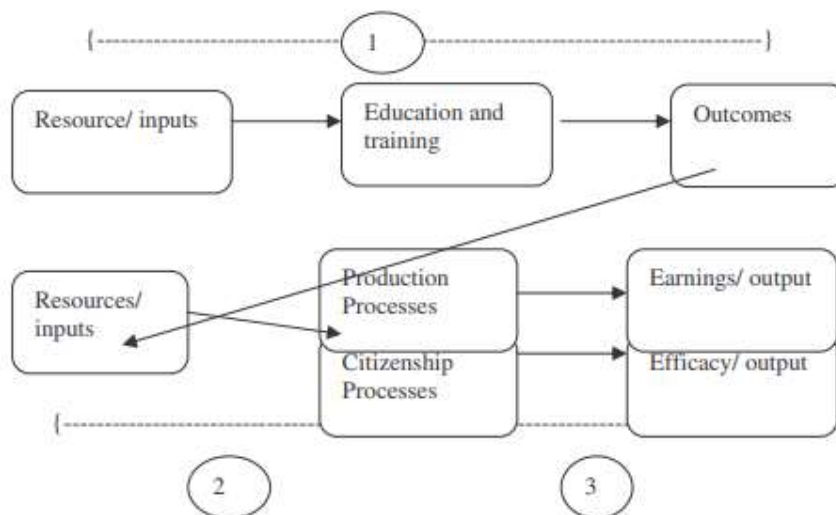 1
Resource/ inputs
Education and
training
Outcomes
Resources/
inputs
Production
Processes
Earnings/ output
Citizenship
Processes
Efficacy/ output
2
3